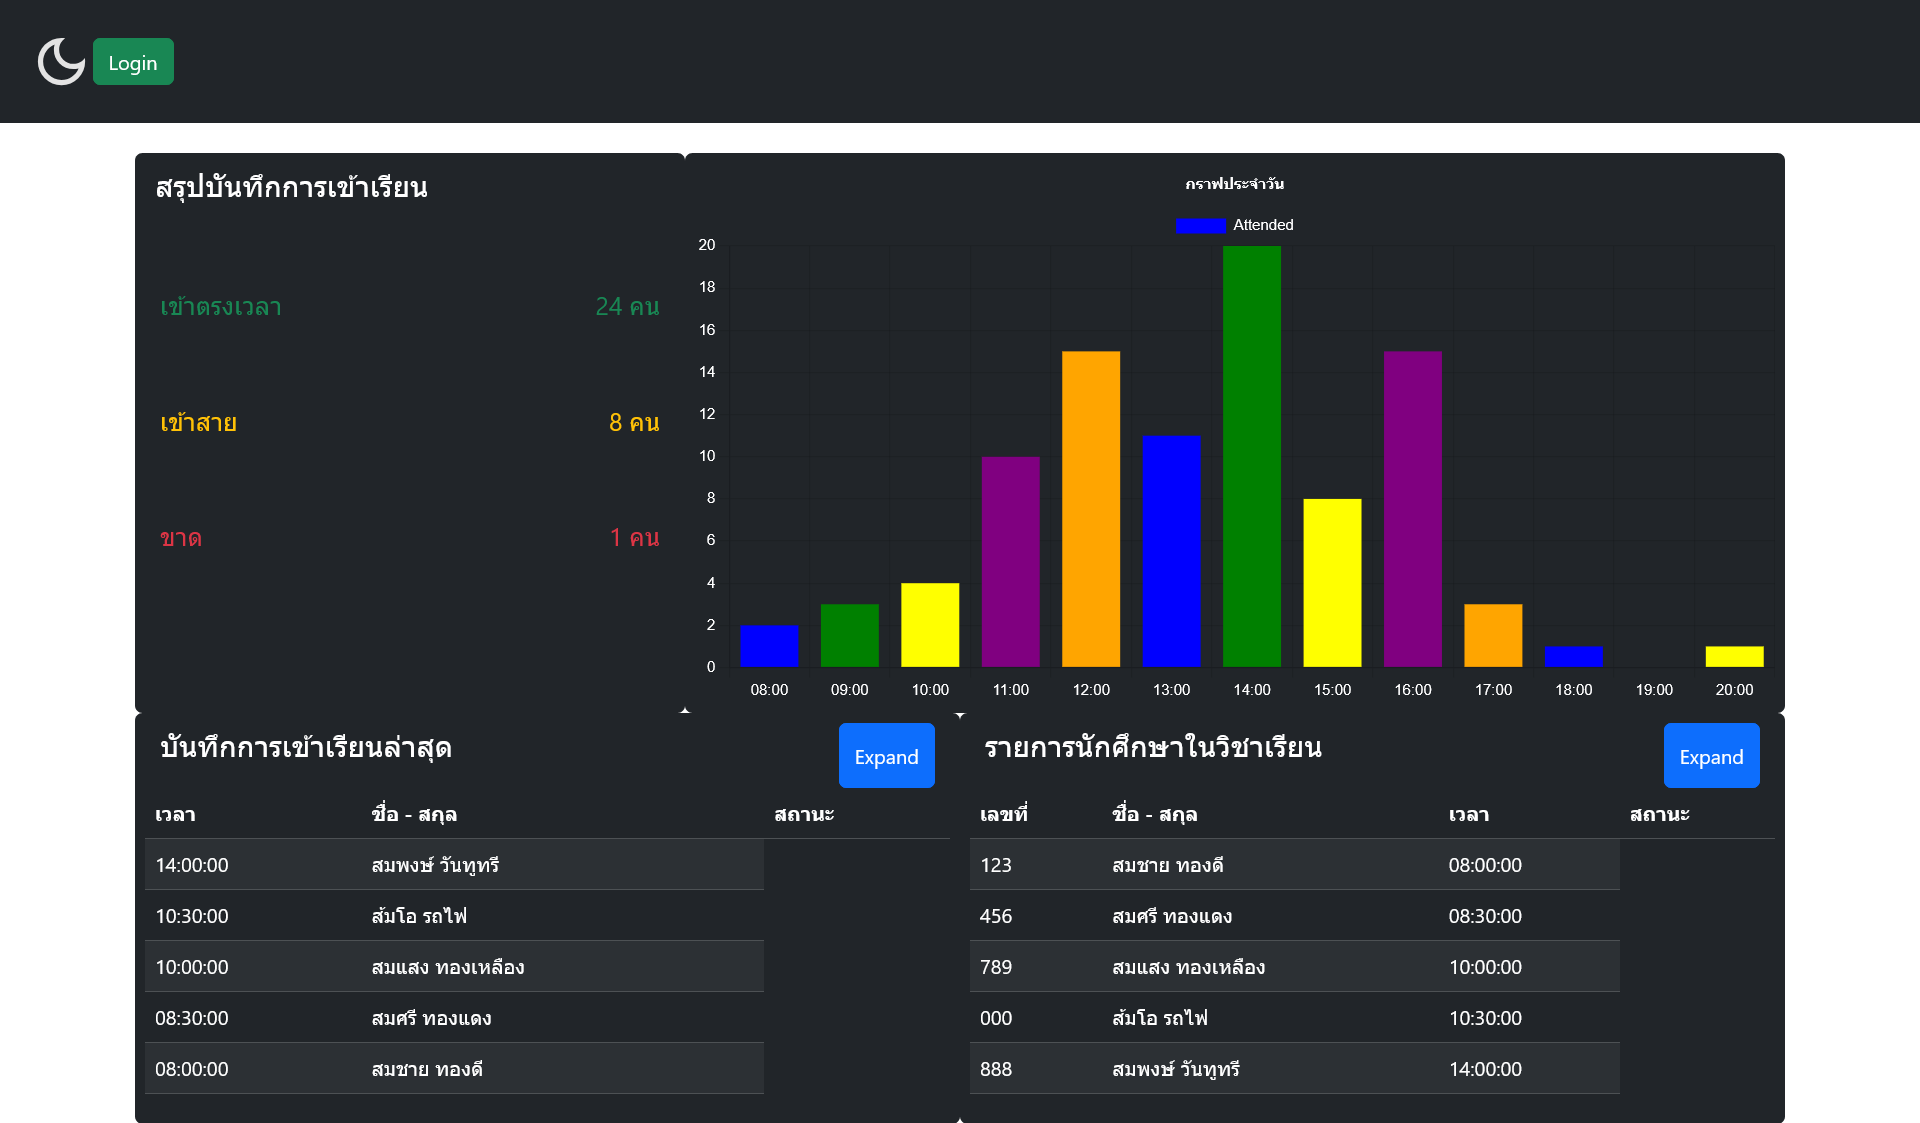 Login
สรุปบันทึกการเข้าเรียน
เข้าตรงเวลา 24 คน
เข้าสาย 8 คน
ขาด 1 คน
กราฟประจำวัน
Attended
20
18
16
14
12
10
8
6
4
2
0
08:00 09:00 10:00 11:00 12:00 13:00 14:00 15:00 16:00 17:00 18:00 19:00 20:00
บันทึกการเข้าเรียนล่าสุด Expand
เวลา ชื่อ - สกุล สถานะ
14:00:00 สมพงษ์ วันทูทรี
10:30:00 ส้มโอ รถไฟ
10:00:00 สมแสง ทองเหลือง
08:30:00 สมศรี ทองแดง
08:00:00 สมชาย ทองดี
รายการนักศึกษาในวิชาเรียน Expand
เลขที่ ชื่อ - สกุล เวลา สถานะ
123 สมชาย ทองดี 08:00:00
456 สมศรี ทองแดง 08:30:00
789 สมแสง ทองเหลือง 10:00:00
000 ส้มโอ รถไฟ 10:30:00
888 สมพงษ์ วันทูทรี 14:00:00